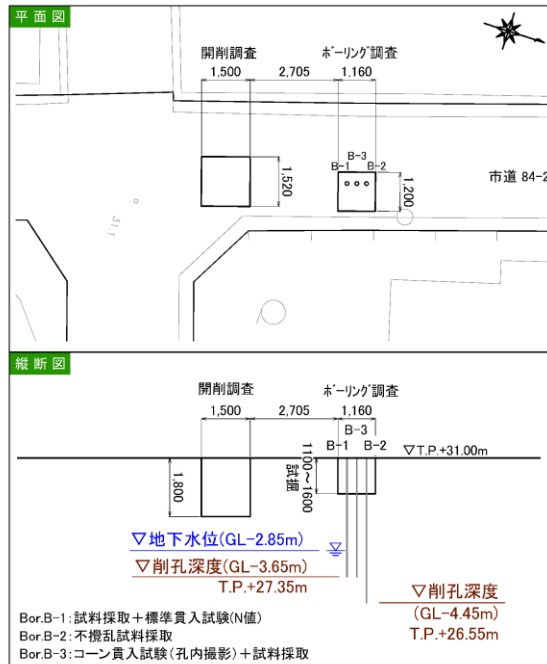 平面図
開削調査
ボーリング調査
1,500
2,705
1,160
B-3
B-1
B-2
1,520
1,200
市道 84-2
31.1
縦断図
開削調査
ボーリング調査
1,500
2,705
1,160
B-3
B-1
B-2
▽T.P.+31.00m
1,800
1100～1600
試掘
▽地下水位(GL-2.85m)
▽削孔深度(GL-3.65m)
T.P.+27.35m
▽削孔深度
(GL-4.45m)
T.P.+26.55m
Bor.B-1:試料採取+標準貫入試験(N値)
Bor.B-2:不攪乱試料採取
Bor.B-3:コーン貫入試験(孔内撮影)+試料採取